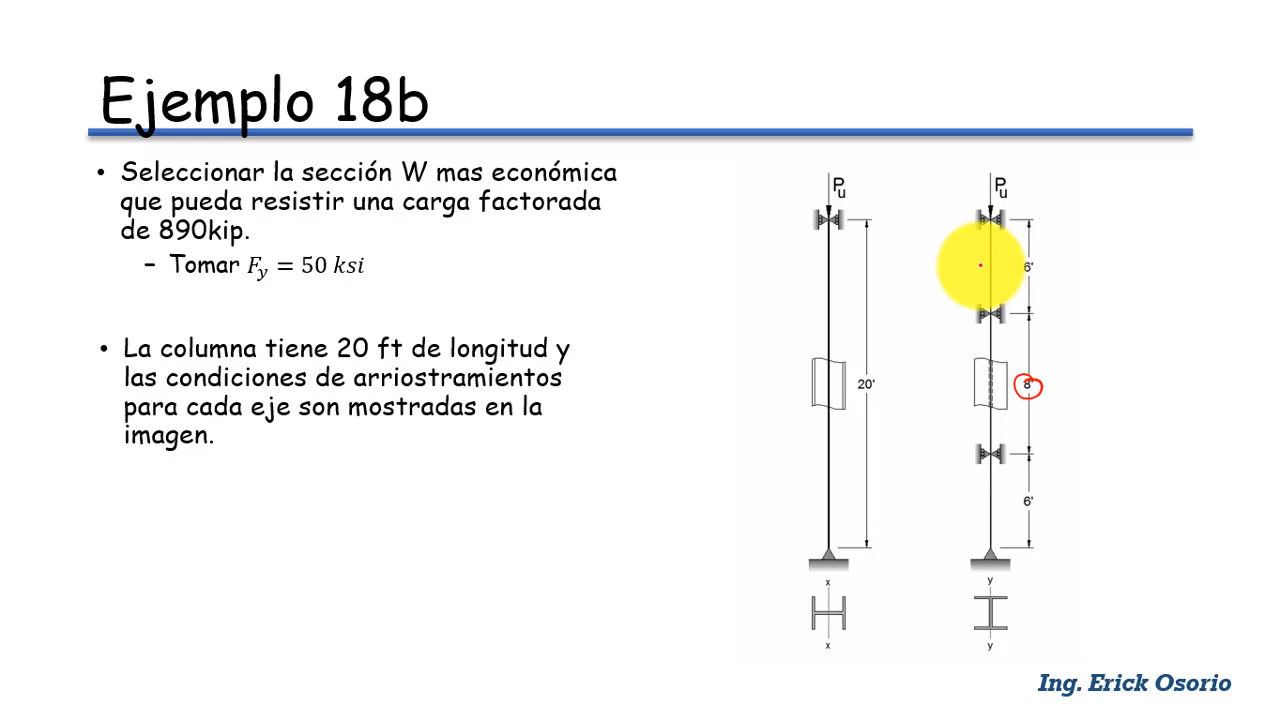 Ejemplo 18b
• Seleccionar la sección W mas económica
que pueda resistir una carga factorada
de 890kip.
– Tomar F_y = 50 ksi
• La columna tiene 20 ft de longitud y
las condiciones de arriostramientos
para cada eje son mostradas en la
imagen.
Pu
20'
x
x
Pu
6'
8'
6'
y
y
Ing. Erick Osorio